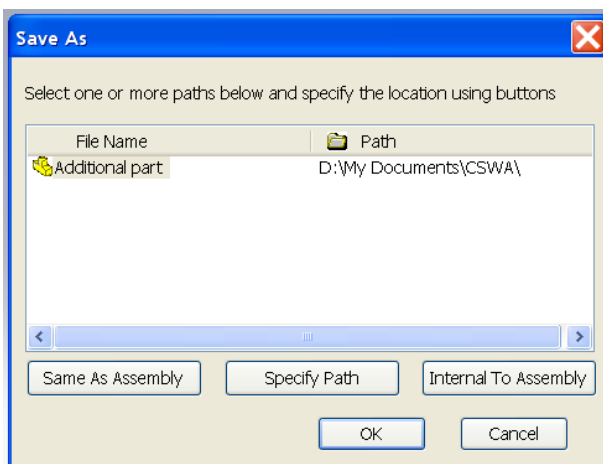 Save As
Select one or more paths below and specify the location using buttons
File Name Path
Additional part D:\My Documents\CSWA\
Same As Assembly Specify Path Internal To Assembly
OK Cancel